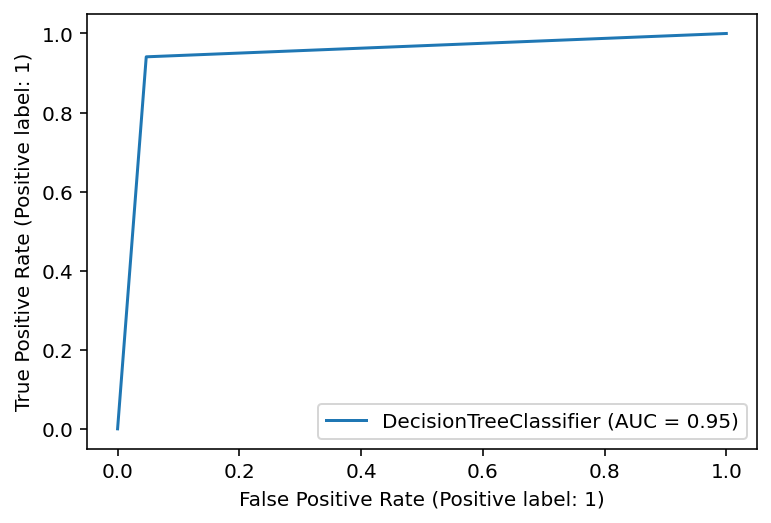 True Positive Rate (Positive label: 1)
1.0
0.8
0.6
0.4
0.2
0.0
DecisionTreeClassifier (AUC = 0.95)
0.0 0.2 0.4 0.6 0.8 1.0
False Positive Rate (Positive label: 1)